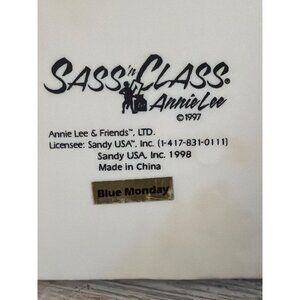 SASS 'n CLASS®
Annie Lee
©1997
Annie Lee & Friends™, LTD.
Licensee: Sandy USA™, Inc. (1-417-831-0111)
Sandy USA, Inc. 1998
Made in China
Blue Monday